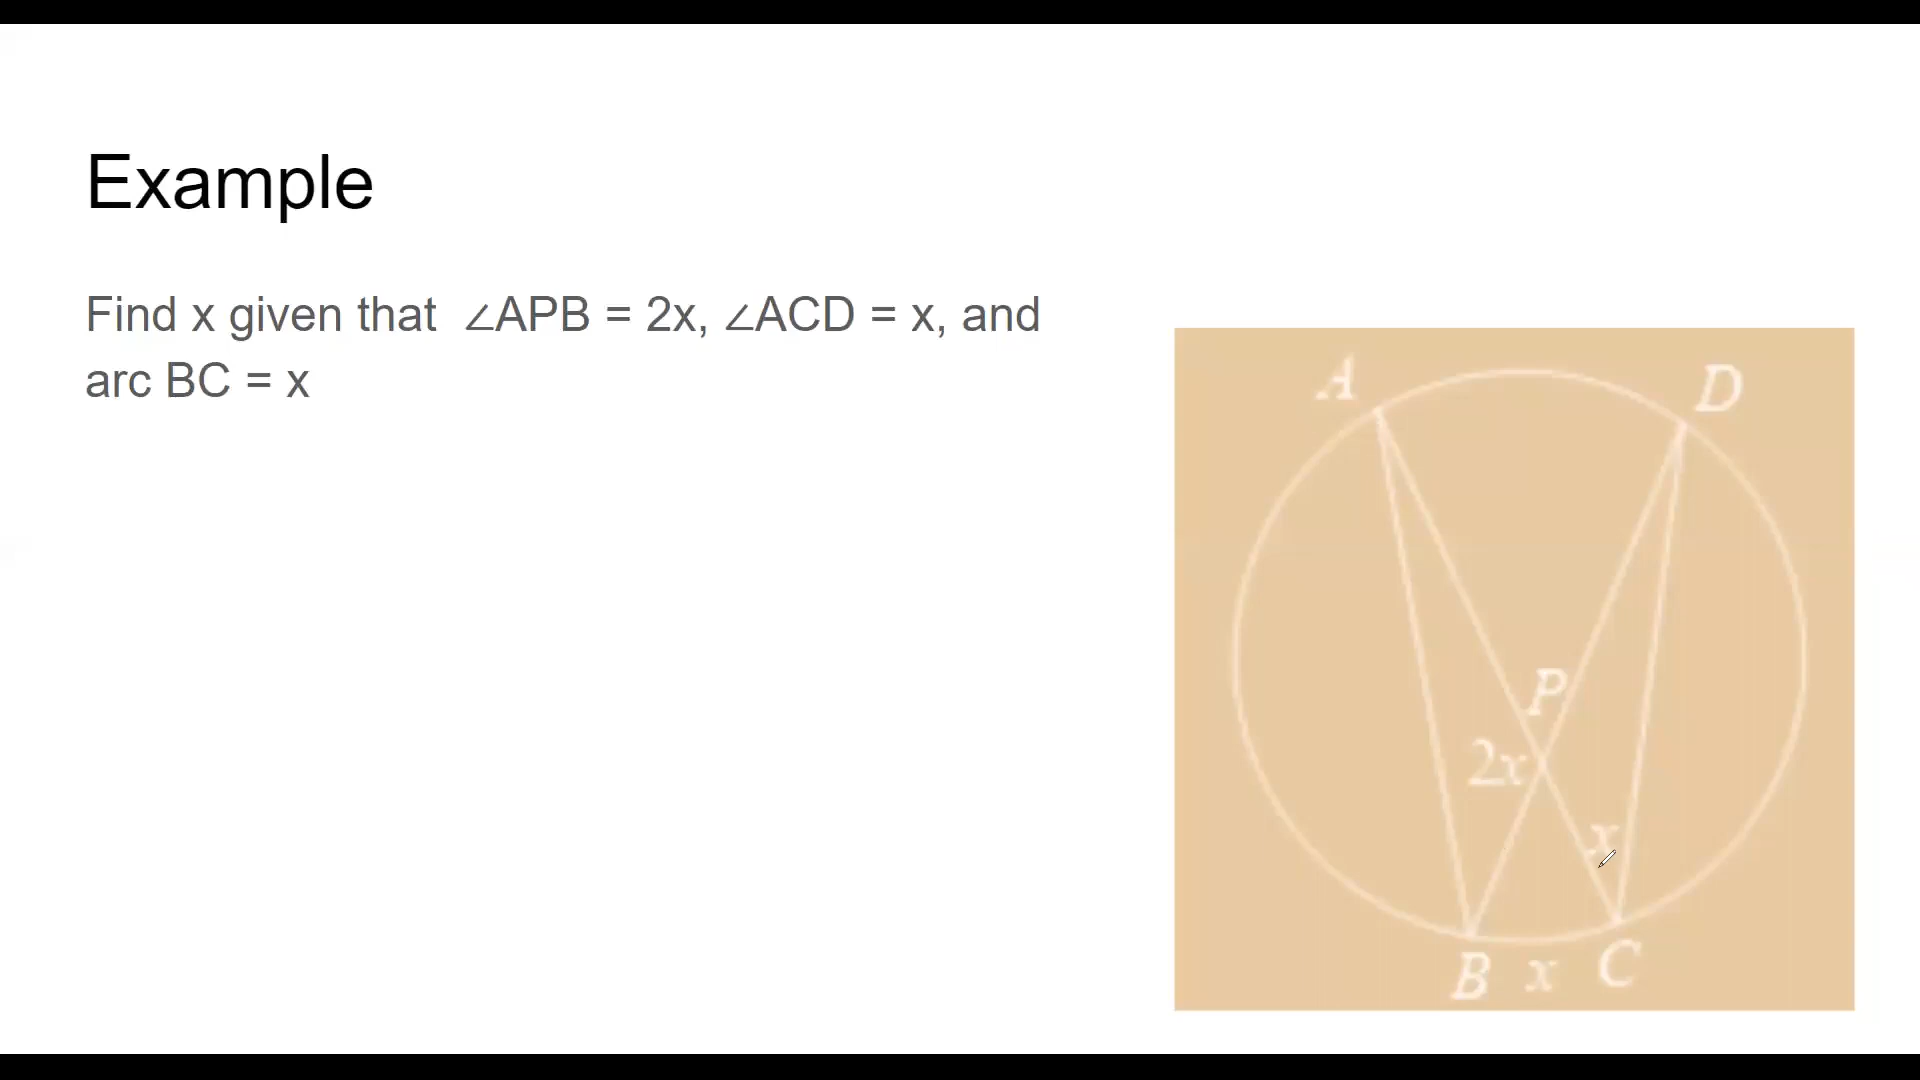 Example
Find x given that ∠APB = 2x, ∠ACD = x, and
arc BC = x
A
D
P
2x
x
B x C